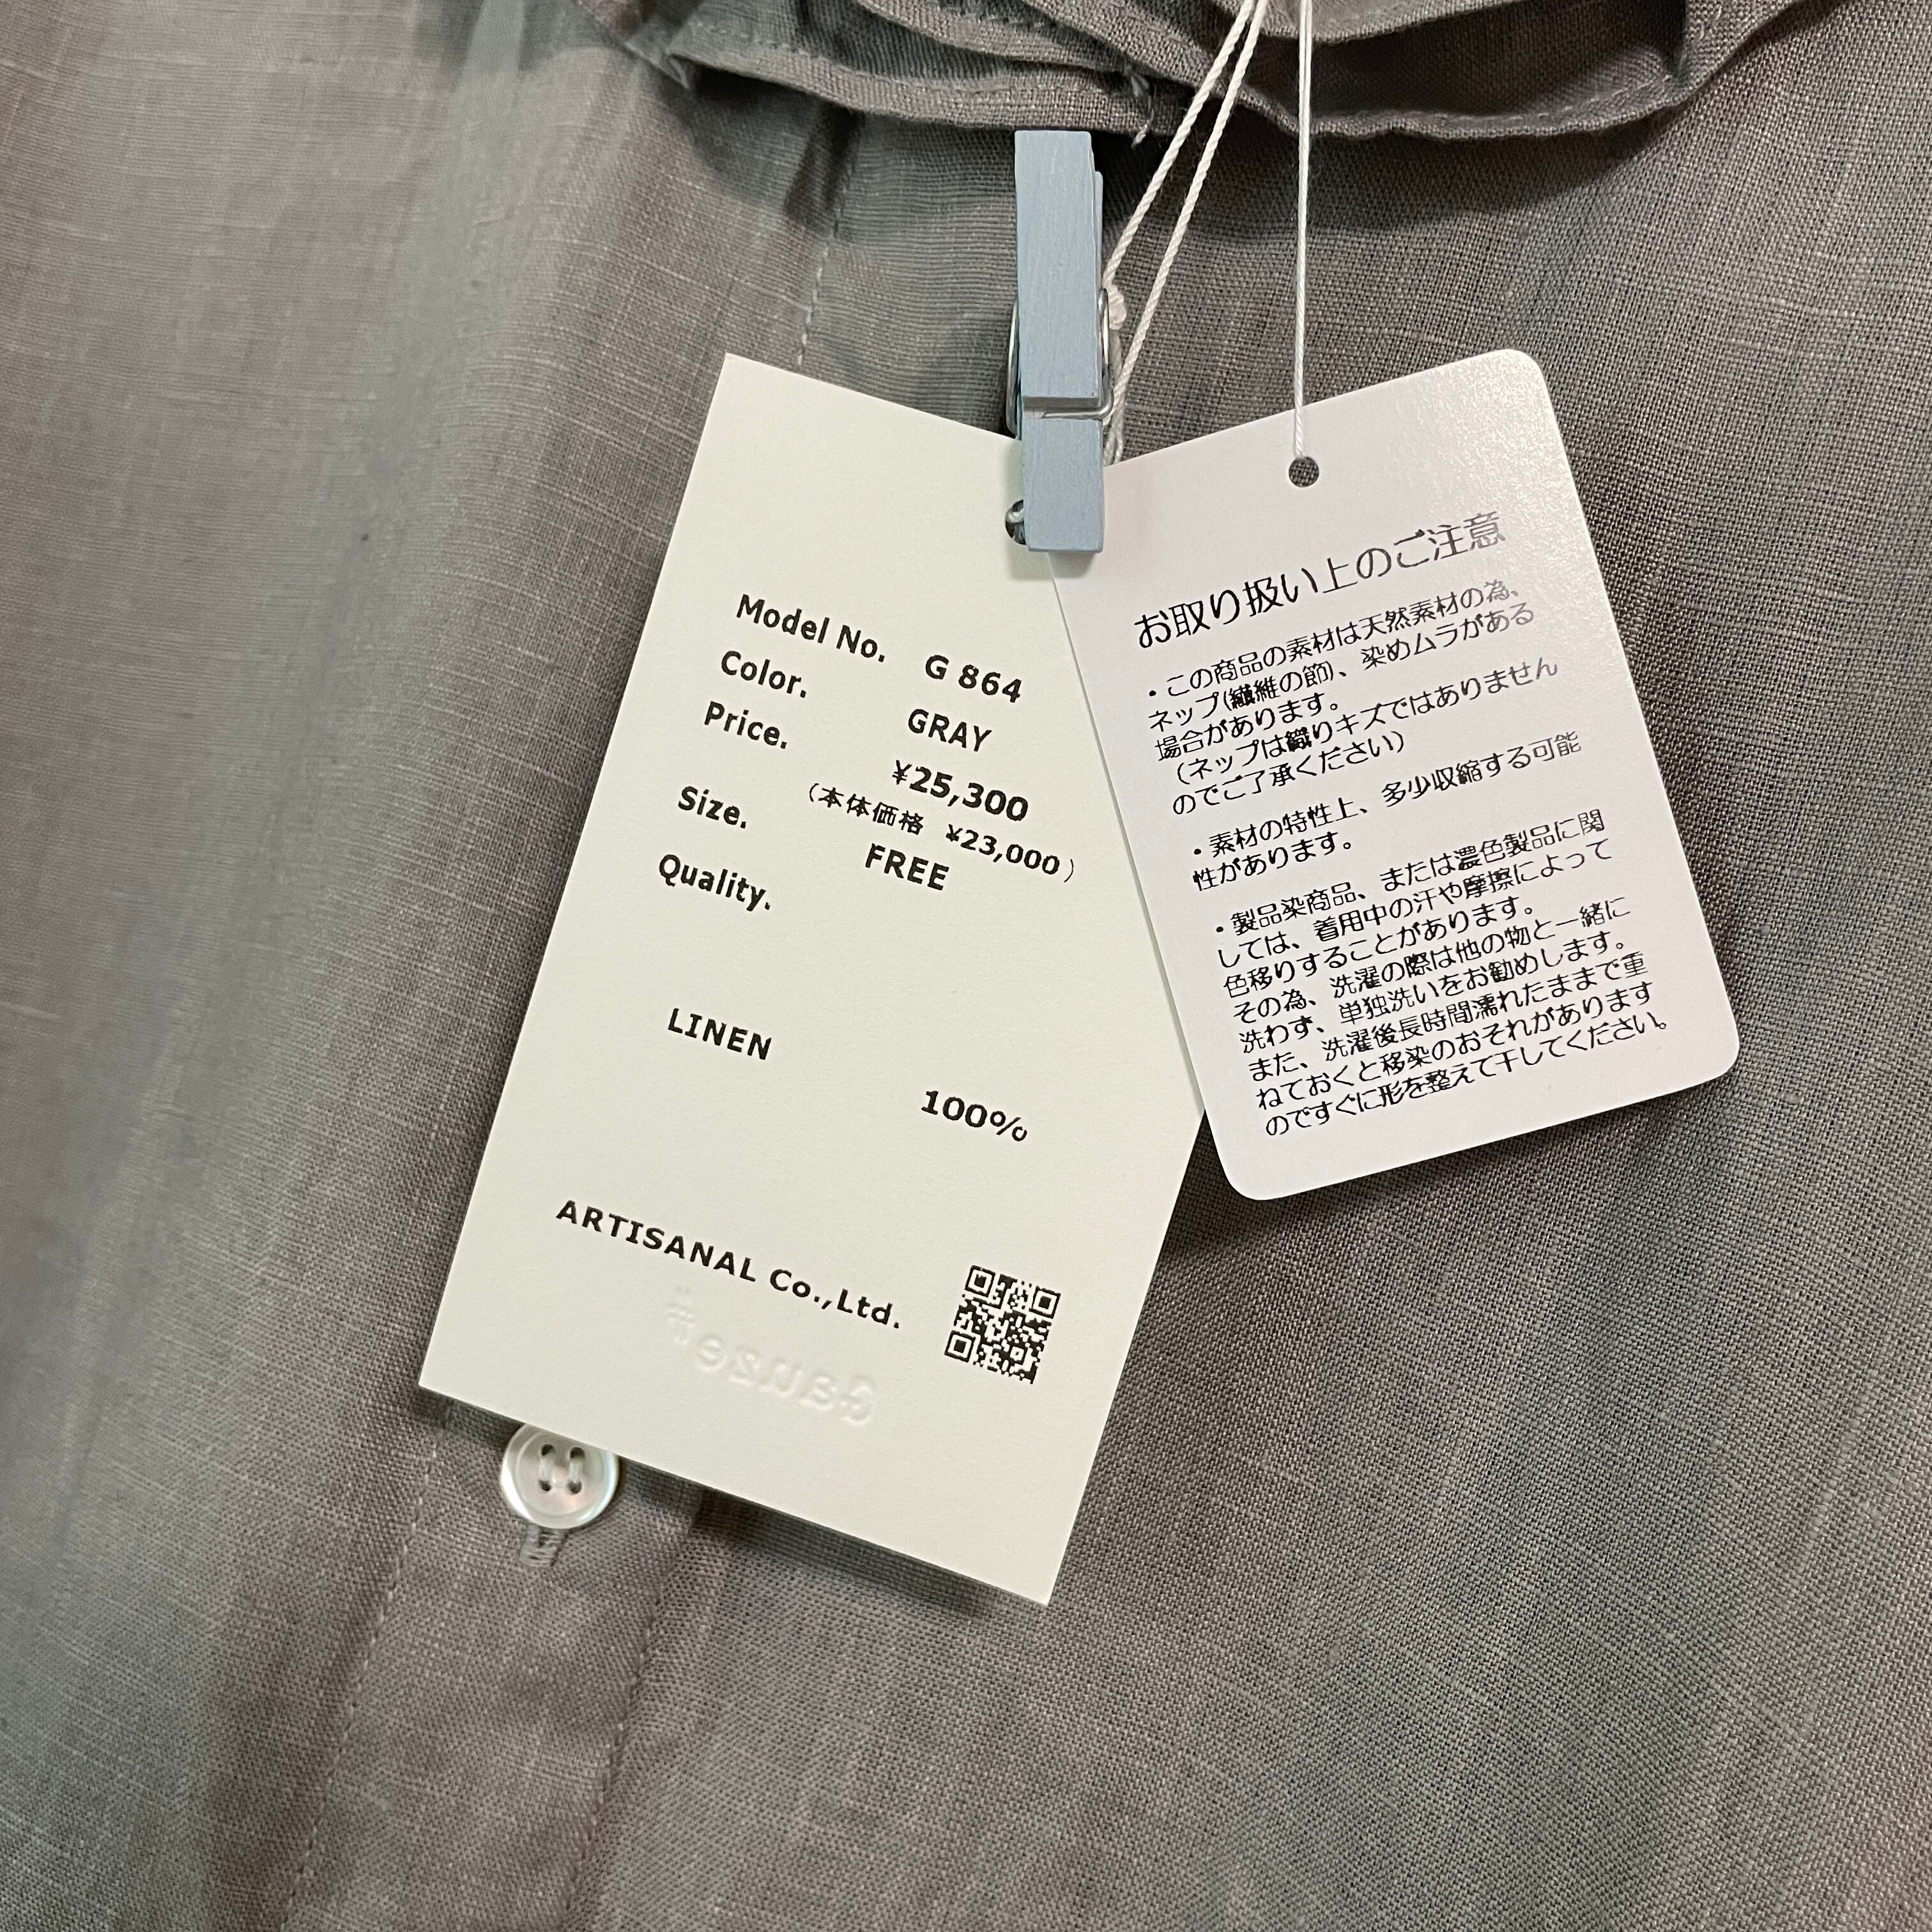 Model No. G 864
Color. GRAY
Price. ¥25,300
(本体価格 ¥23,000)
Size. FREE
Quality.
LINEN
100%
ARTISANAL Co.,Ltd.
Ganze
お取り扱い上のご注意
・この商品の素材は天然素材の為、
ネップ(繊維の節)、染めムラがある
場合があります。
(ネップは織りキズではありません
のでご了承ください)
・素材の特性上、多少収縮する可能
性があります。
・製品染商品、または濃色製品に関
しては、着用中の汗や摩擦によって
色移りすることがあります。
その為、洗濯の際は他の物と一緒に
洗わず、単独洗いをお勧めします。
また、洗濯後長時間濡れたままで重
ねておくと移染のおそれがあります
のですぐに形を整えて干してください。